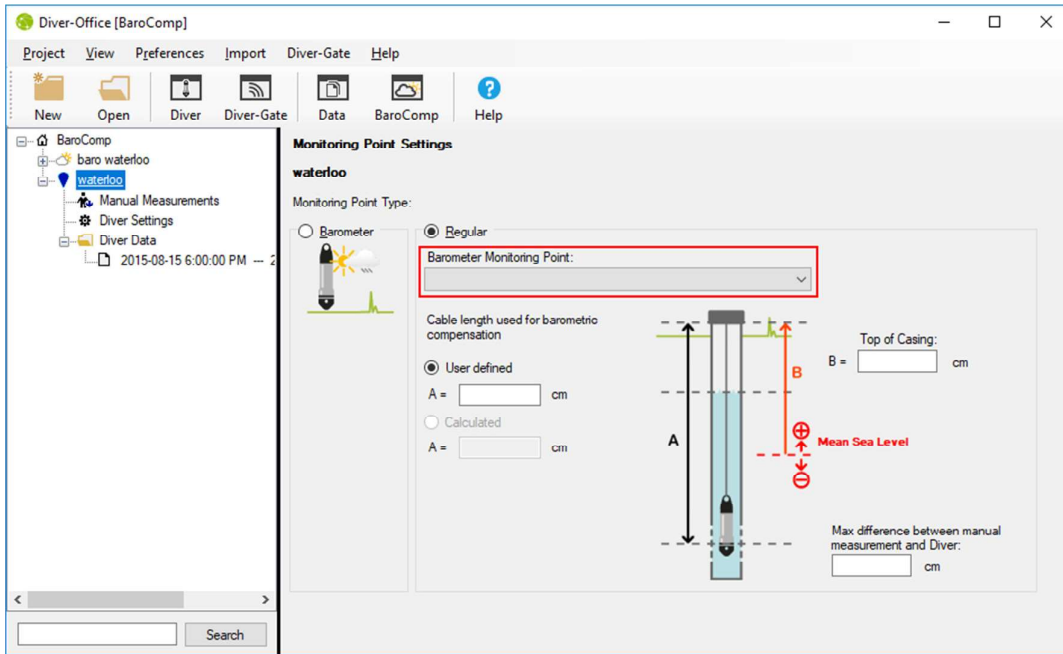 Diver-Office [BaroComp]
Project View Preferences Import Diver-Gate Help
New Open Diver Diver-Gate Data BaroComp Help
BaroComp
baro waterloo
waterloo
Manual Measurements
Diver Settings
Diver Data
2015-08-15 6:00:00 PM --- 2
Search
Monitoring Point Settings
waterloo
Monitoring Point Type:
Barometer
Regular
Barometer Monitoring Point:
Cable length used for barometric
compensation
User defined
A = cm
Calculated
A = cm
A
B
Top of Casing:
B = cm
Mean Sea Level
Max difference between manual
measurement and Diver:
cm